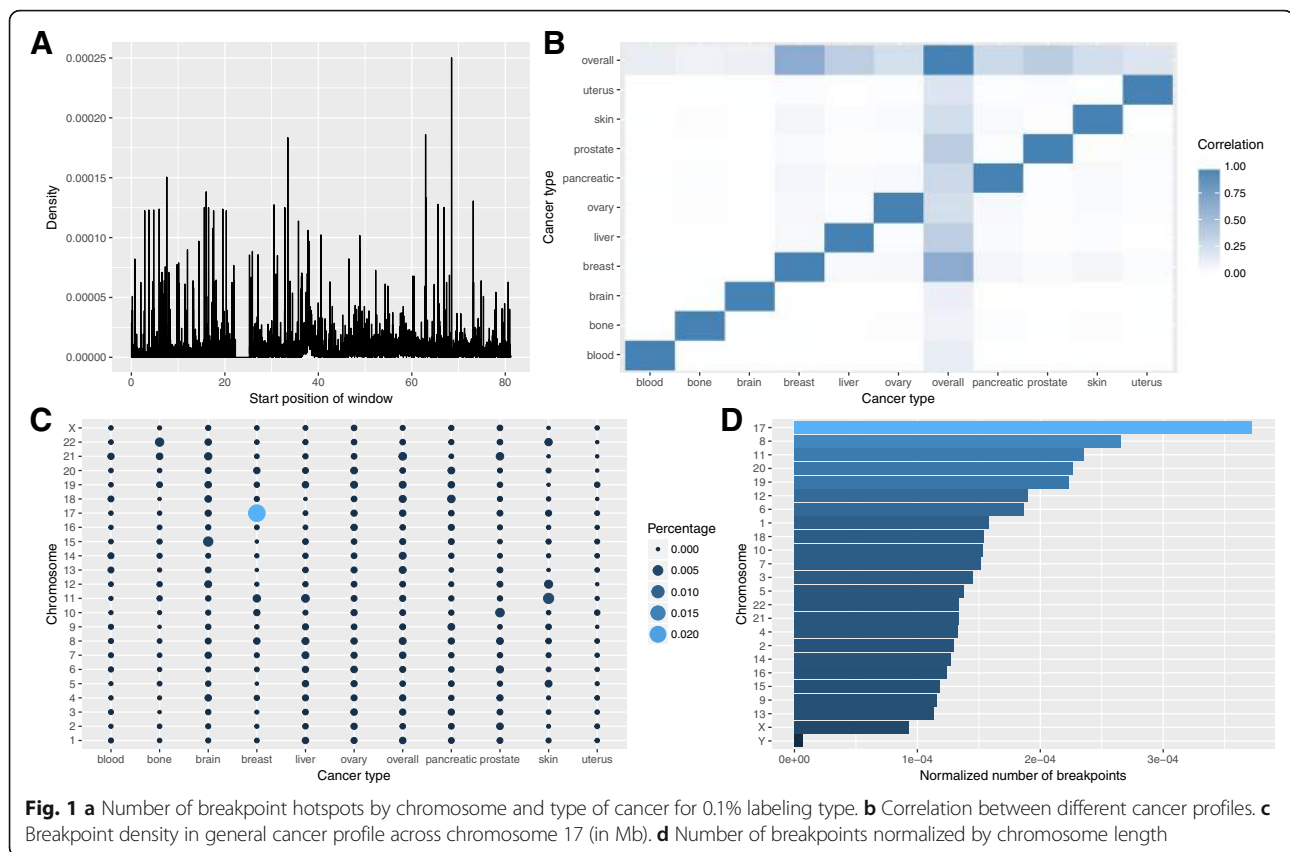 A
Density
0.00025
0.00020
0.00015
0.00010
0.00005
0.00000
0 20 40 60 80
Start position of window
B
Cancer type
overall
uterus
skin
prostate
pancreatic
ovary
liver
breast
brain
bone
blood
blood bone brain breast liver ovary overall pancreatic prostate skin uterus
Cancer type
Correlation
1.00
0.75
0.50
0.25
0.00
C
Chromosome
X
22
21
20
19
18
17
16
15
14
13
12
11
10
9
8
7
6
5
4
3
2
1
blood bone brain breast liver ovary overall pancreatic prostate skin uterus
Cancer type
Percentage
0.000
0.005
0.010
0.015
0.020
D
Chromosome
17
8
11
20
19
12
6
1
18
10
7
3
5
22
21
4
2
14
16
15
9
13
X
Y
0e+00 1e-04 2e-04 3e-04
Normalized number of breakpoints
Fig. 1 a Number of breakpoint hotspots by chromosome and type of cancer for 0.1% labeling type. b Correlation between different cancer profiles. c
Breakpoint density in general cancer profile across chromosome 17 (in Mb). d Number of breakpoints normalized by chromosome length